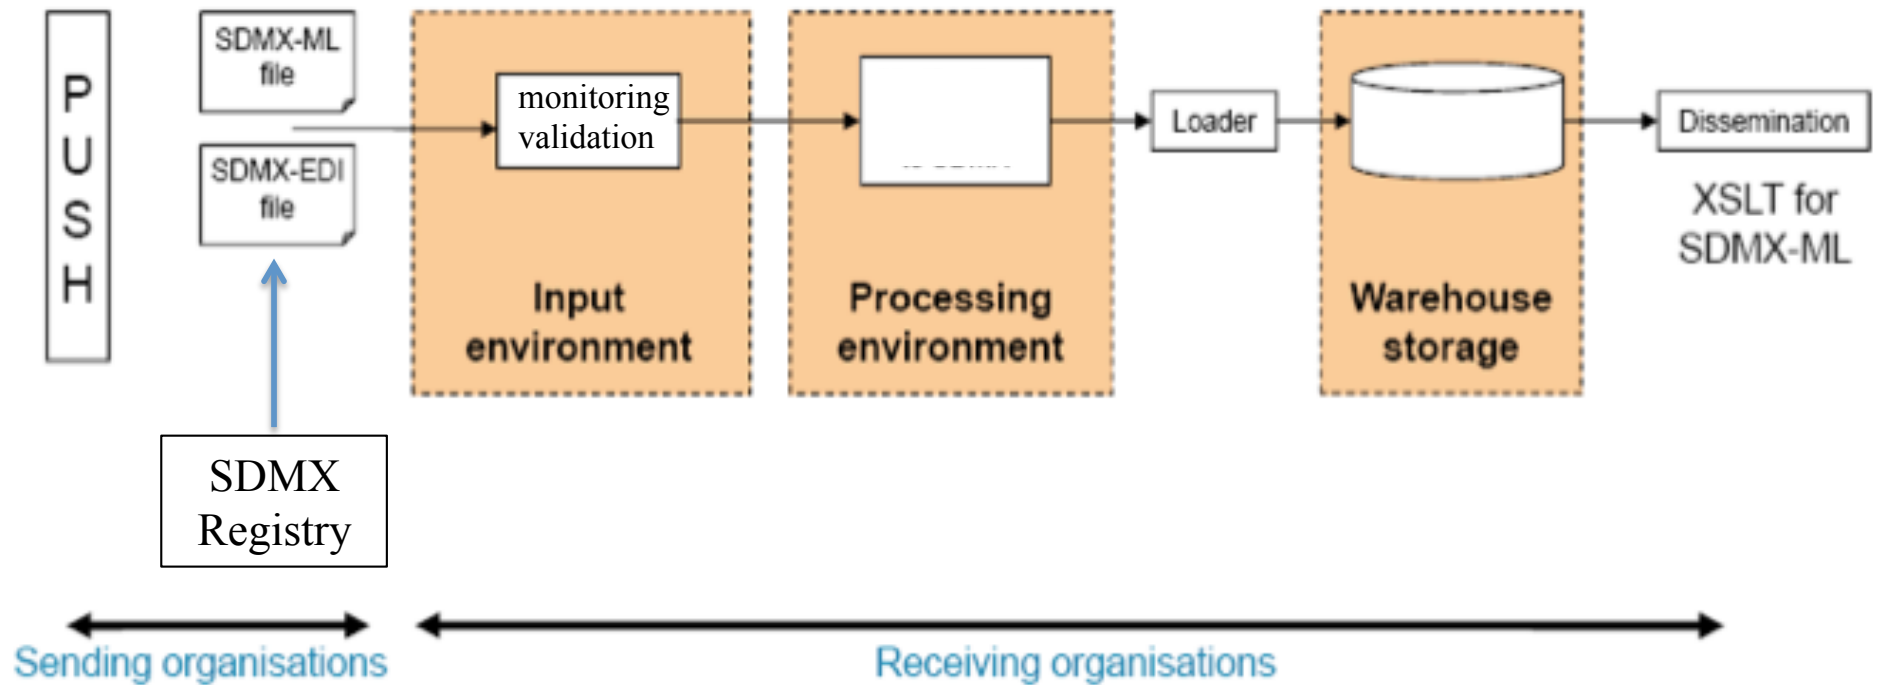 P
U
S
H
SDMX-ML
file
SDMX-EDI
file
SDMX
Registry
monitoring
validation
Input
environment
Processing
environment
Loader
Warehouse
storage
Dissemination
XSLT for
SDMX-ML
Sending organisations
Receiving organisations